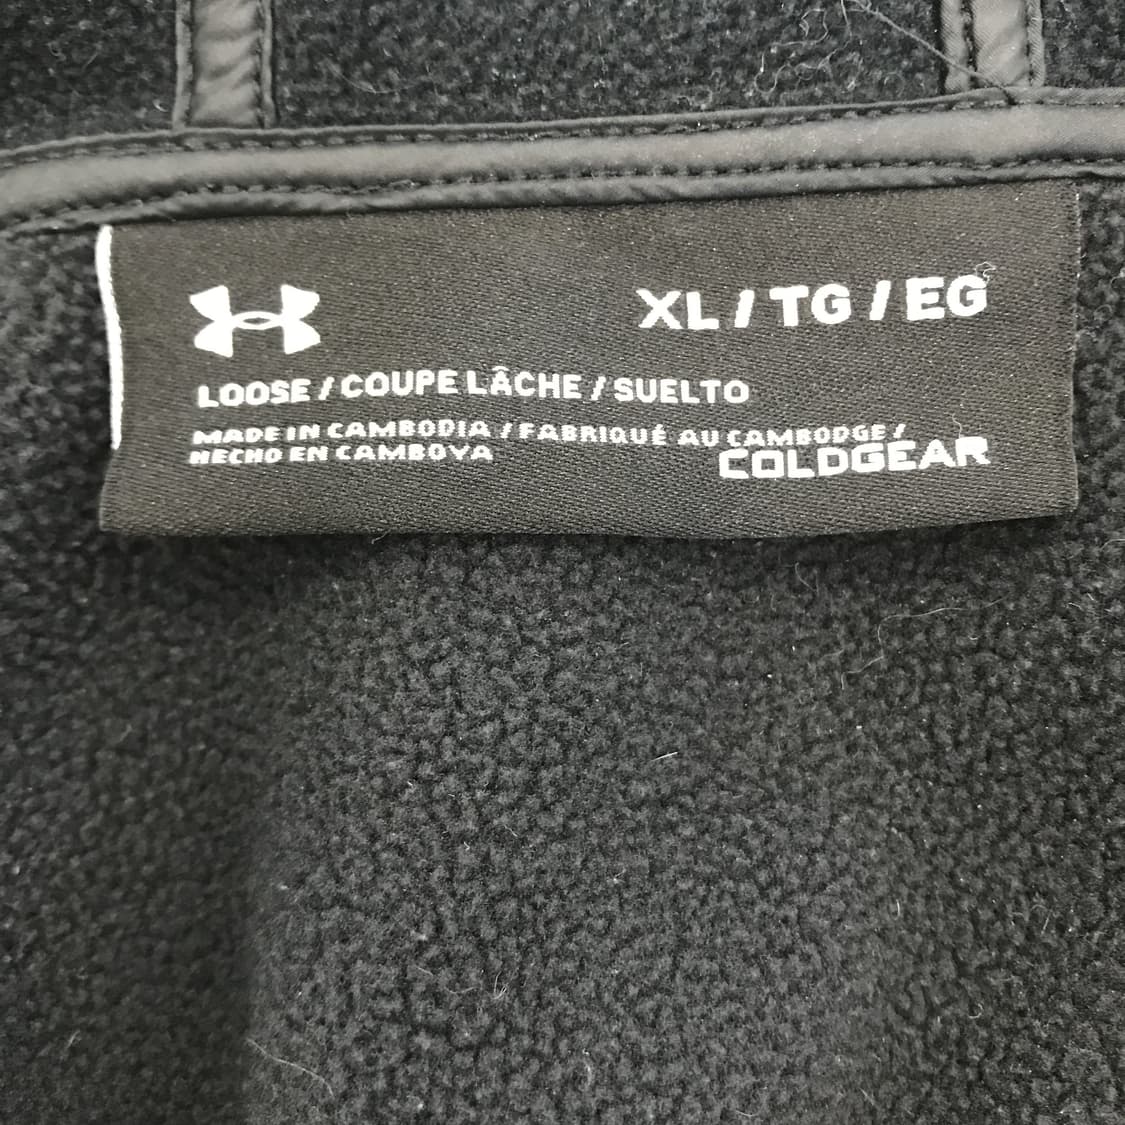 XL / TG / EG
LOOSE / COUPE LÂCHE / SUELTO
MADE IN CAMBODIA / FABRIQUÉ AU CAMBODGE /
HECHO EN CAMBOYA
COLDGEAR